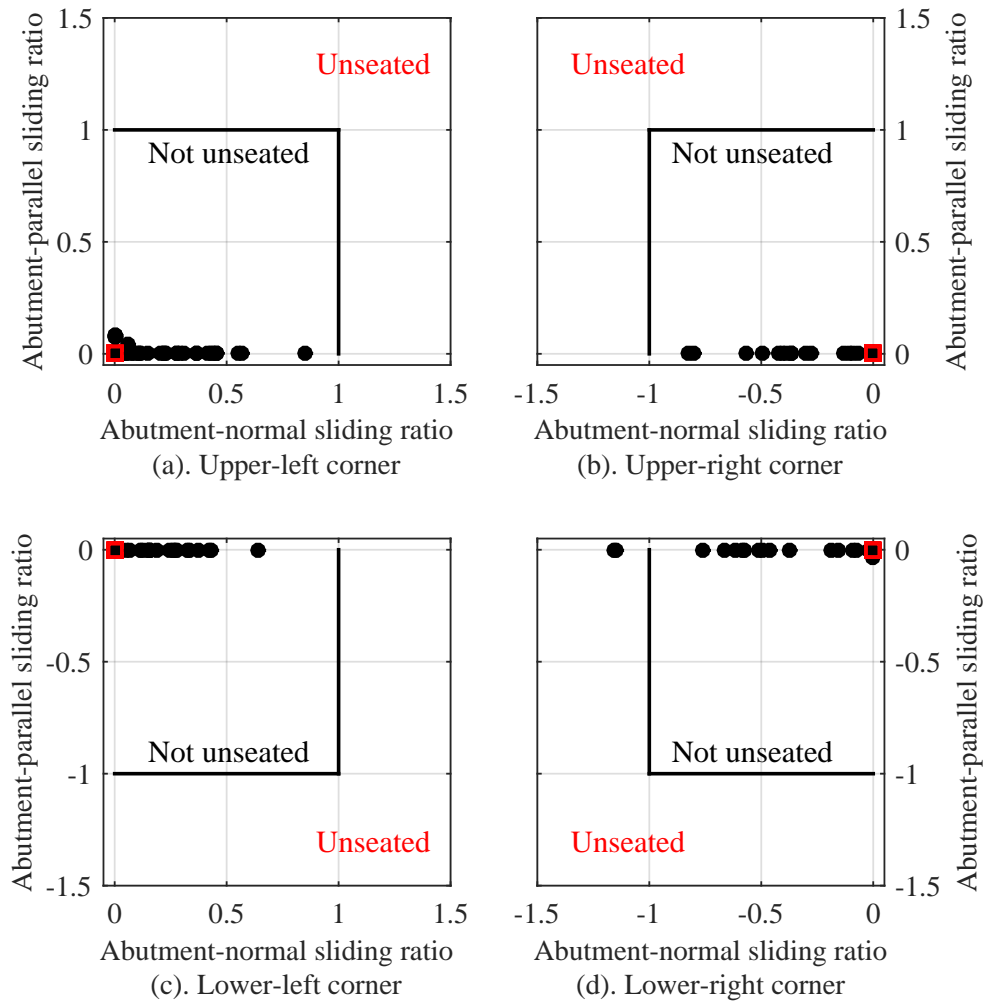 1.5
Unseated
1
Not unseated
0.5
0
0 0.5 1 1.5
Abutment-parallel sliding ratio
Abutment-normal sliding ratio
(a). Upper-left corner
1.5
Unseated
1
Not unseated
0.5
0
-1.5 -1 -0.5 0
Abutment-parallel sliding ratio
Abutment-normal sliding ratio
(b). Upper-right corner
0
-0.5
Not unseated
-1
Unseated
-1.5
0 0.5 1 1.5
Abutment-parallel sliding ratio
Abutment-normal sliding ratio
(c). Lower-left corner
0
-0.5
Not unseated
-1
Unseated
-1.5
-1.5 -1 -0.5 0
Abutment-parallel sliding ratio
Abutment-normal sliding ratio
(d). Lower-right corner